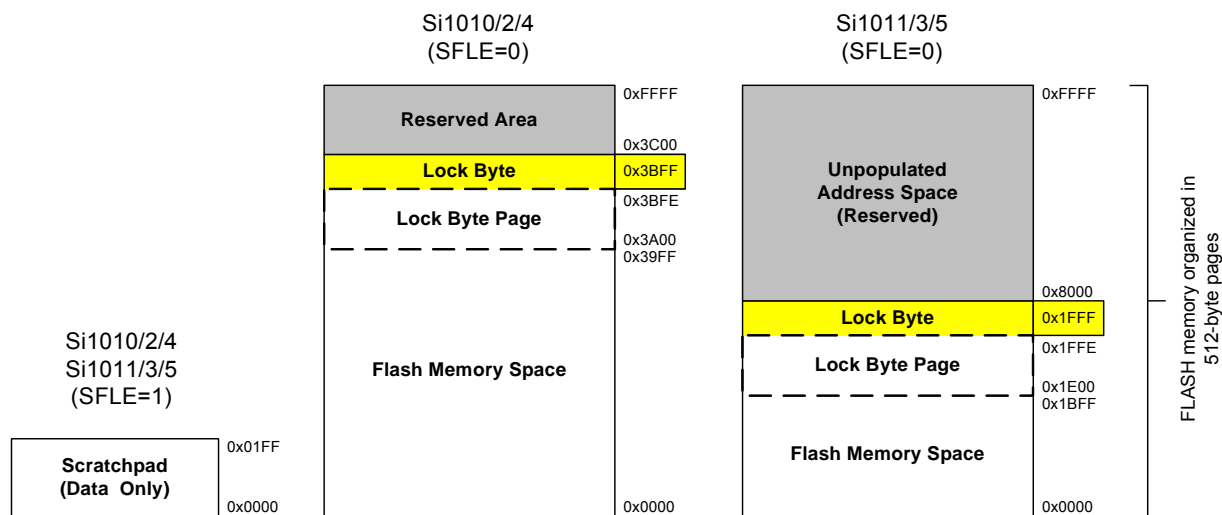 Si1010/2/4
(SFLE=0)
Si1011/3/5
(SFLE=0)
0xFFFF
Reserved Area
0x3C00
Lock Byte
0x3BFF
0x3BFE
Lock Byte Page
0x3A00
0x39FF
Flash Memory Space
0x0000
0xFFFF
Unpopulated
Address Space
(Reserved)
0x8000
Lock Byte
0x1FFF
0x1FFE
Lock Byte Page
0x1E00
0x1BFF
Flash Memory Space
0x0000
FLASH memory organized in
512-byte pages
Si1010/2/4
Si1011/3/5
(SFLE=1)
0x01FF
Scratchpad
(Data Only)
0x0000